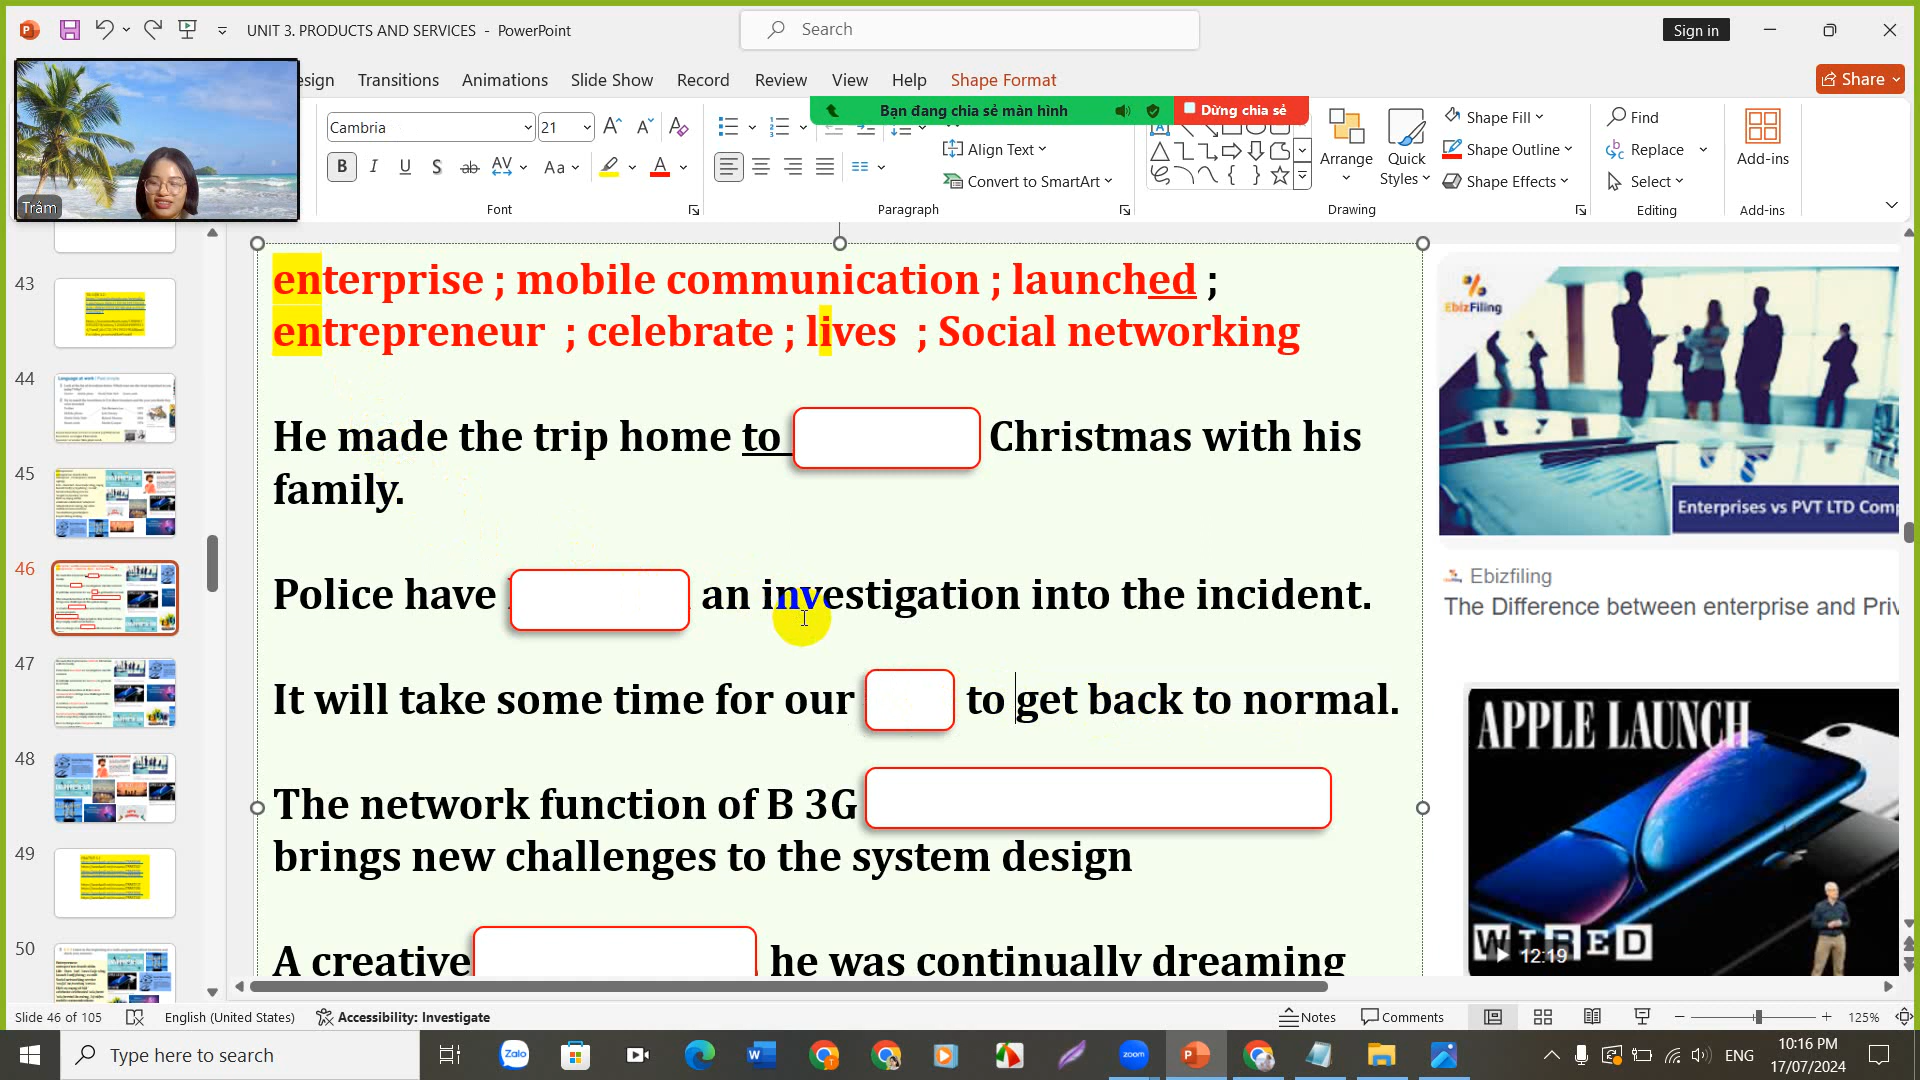 UNIT 3. PRODUCTS AND SERVICES - PowerPoint
Search
Sign in
esign Transitions Animations Slide Show Record Review View Help Shape Format
Share
Bạn đang chia sẻ màn hình
Dừng chia sẻ
Trâm
Cambria 21
Align Text
Convert to SmartArt
Arrange
Quick Styles
Shape Fill
Shape Outline
Shape Effects
Find
Replace
Select
Add-ins
Font Paragraph Drawing Editing Add-ins
43
44
45
46
47
48
49
50
enterprise ; mobile communication ; launched ;
entrepreneur ; celebrate ; lives ; Social networking
He made the trip home to Christmas with his
family.
Police have an investigation into the incident.
It will take some time for our to get back to normal.
The network function of B 3G
brings new challenges to the system design
A creative he was continually dreaming
EbizFiling
Enterprises vs PVT LTD Comp
Ebizfiling
The Difference between enterprise and Priv
APPLE LAUNCH
WIRED
12:19
Slide 46 of 105 English (United States) Accessibility: Investigate Notes Comments 125%
Type here to search
Zalo
zoom
ENG
10:16 PM
17/07/2024